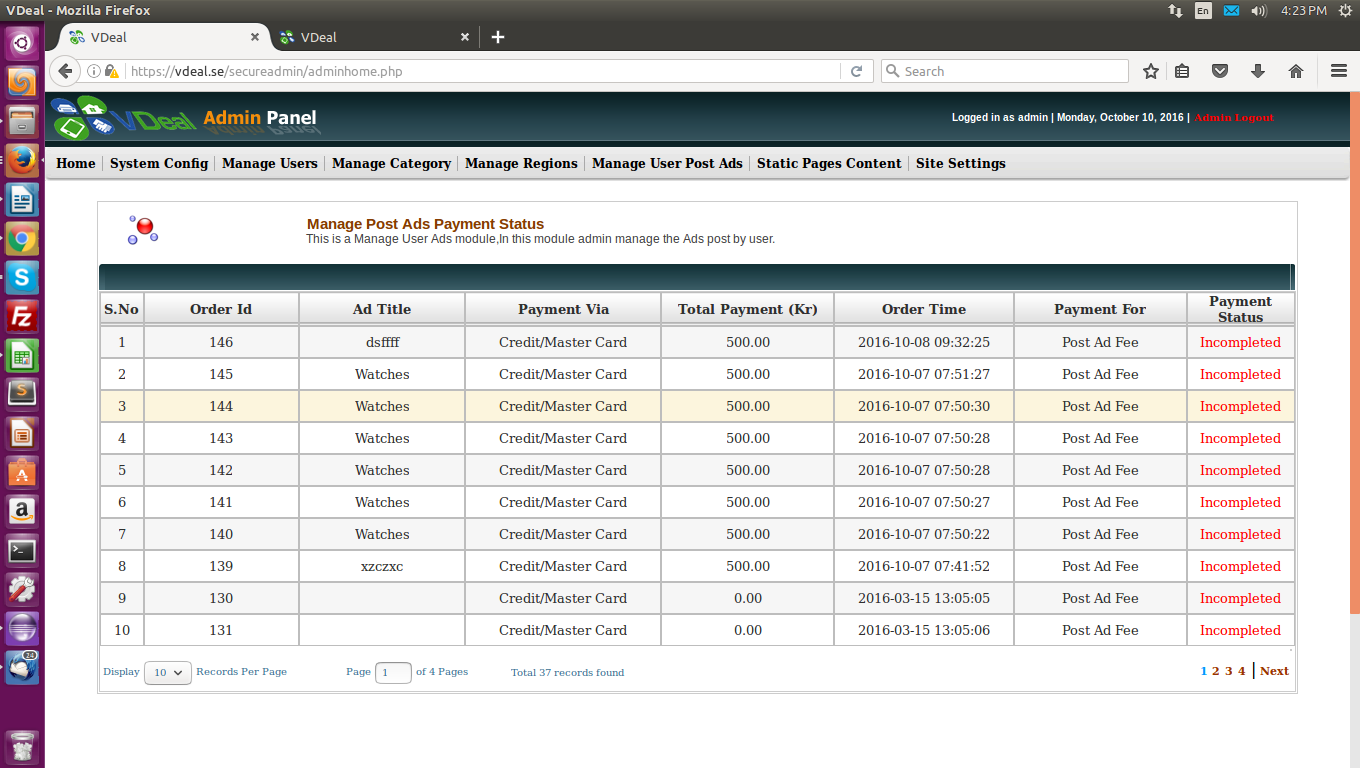 VDeal - Mozilla Firefox
En
4:23 PM
VDeal
VDeal
https://vdeal.se/secureadmin/adminhome.php
Search
VDeal Admin Panel
Logged in as admin | Monday, October 10, 2016 | Admin Logout
Home System Config Manage Users Manage Category Manage Regions Manage User Post Ads Static Pages Content Site Settings
Manage Post Ads Payment Status
This is a Manage User Ads module,In this module admin manage the Ads post by user.
S.No Order Id Ad Title Payment Via Total Payment (Kr) Order Time Payment For Payment Status
1 146 dsffff Credit/Master Card 500.00 2016-10-08 09:32:25 Post Ad Fee Incompleted
2 145 Watches Credit/Master Card 500.00 2016-10-07 07:51:27 Post Ad Fee Incompleted
3 144 Watches Credit/Master Card 500.00 2016-10-07 07:50:30 Post Ad Fee Incompleted
4 143 Watches Credit/Master Card 500.00 2016-10-07 07:50:28 Post Ad Fee Incompleted
5 142 Watches Credit/Master Card 500.00 2016-10-07 07:50:28 Post Ad Fee Incompleted
6 141 Watches Credit/Master Card 500.00 2016-10-07 07:50:27 Post Ad Fee Incompleted
7 140 Watches Credit/Master Card 500.00 2016-10-07 07:50:22 Post Ad Fee Incompleted
8 139 xzczxc Credit/Master Card 500.00 2016-10-07 07:41:52 Post Ad Fee Incompleted
9 130 Credit/Master Card 0.00 2016-03-15 13:05:05 Post Ad Fee Incompleted
10 131 Credit/Master Card 0.00 2016-03-15 13:05:06 Post Ad Fee Incompleted
Display 10 Records Per Page Page 1 of 4 Pages Total 37 records found 1 2 3 4 | Next